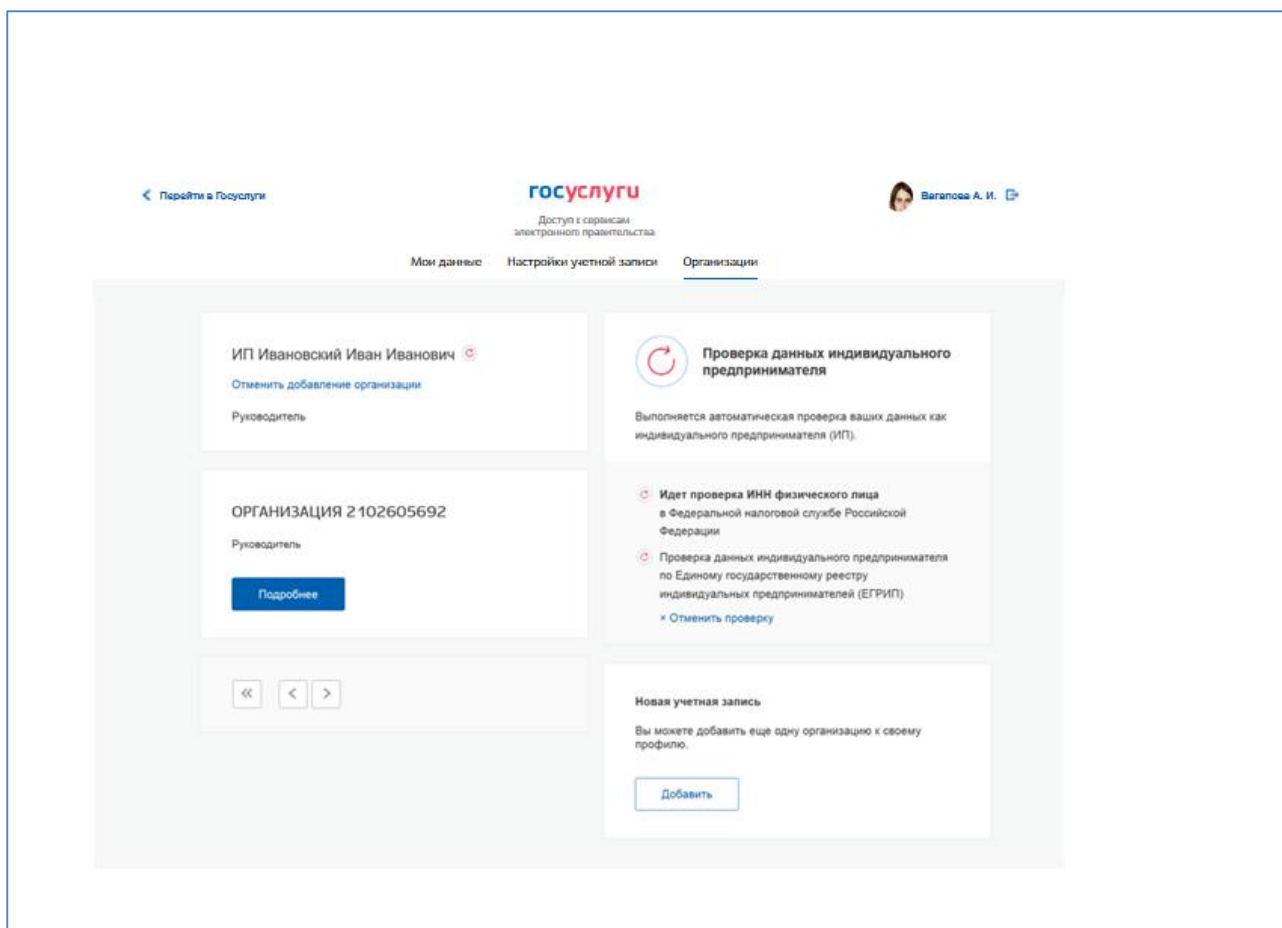 Перейти в Госуслуги
госуслуги
Вагапова А. И.
Доступ к сервисам
электронного правительства
Мои данные Настройки учетной записи Организации
ИП Ивановский Иван Иванович
Отменить добавление организации
Руководитель
ОРГАНИЗАЦИЯ 2102605692
Руководитель
Подробнее
Проверка данных индивидуального
предпринимателя
Выполняется автоматическая проверка ваших данных как
индивидуального предпринимателя (ИП).
Идет проверка ИНН физического лица
в Федеральной налоговой службе Российской
Федерации
Проверка данных индивидуального предпринимателя
по Единому государственному реестру
индивидуальных предпринимателей (ЕГРИП)
× Отменить проверку
Новая учетная запись
Вы можете добавить еще одну организацию к своему
профилю.
Добавить